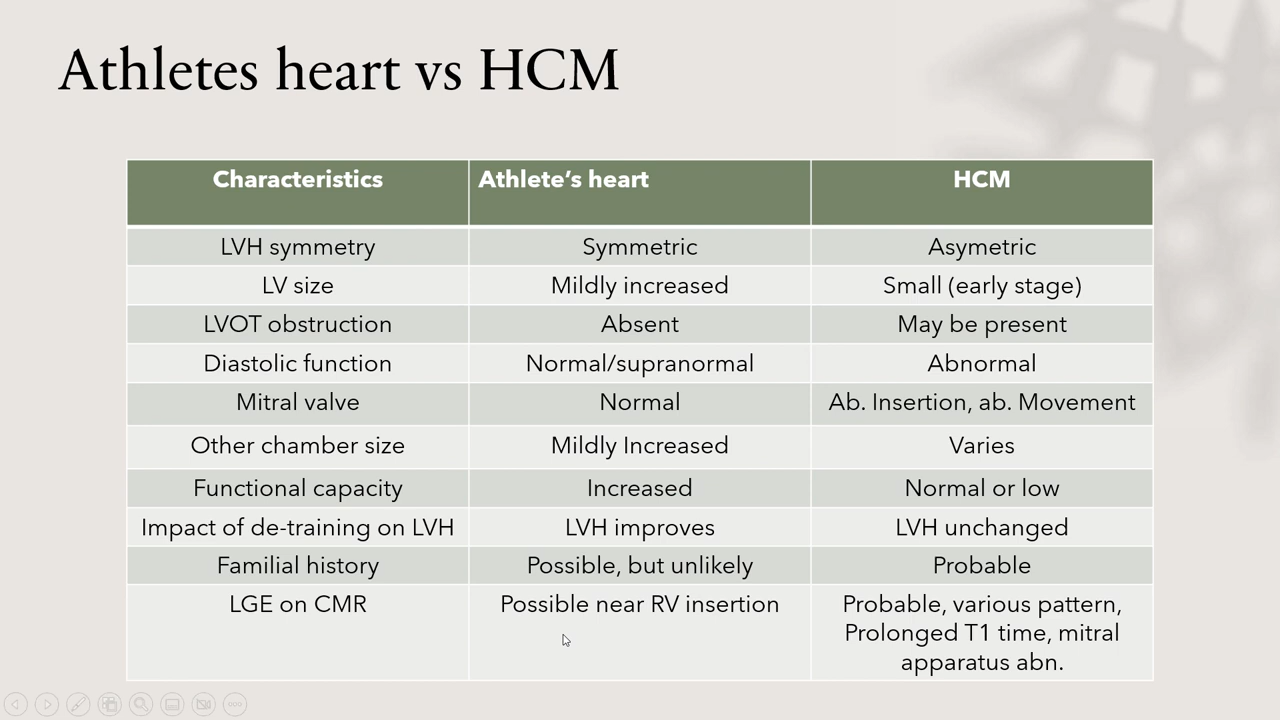 Athletes heart vs HCM
Characteristics Athlete’s heart HCM
LVH symmetry Symmetric Asymetric
LV size Mildly increased Small (early stage)
LVOT obstruction Absent May be present
Diastolic function Normal/supranormal Abnormal
Mitral valve Normal Ab. Insertion, ab. Movement
Other chamber size Mildly Increased Varies
Functional capacity Increased Normal or low
Impact of de-training on LVH LVH improves LVH unchanged
Familial history Possible, but unlikely Probable
LGE on CMR Possible near RV insertion Probable, various pattern,
Prolonged T1 time, mitral
apparatus abn.